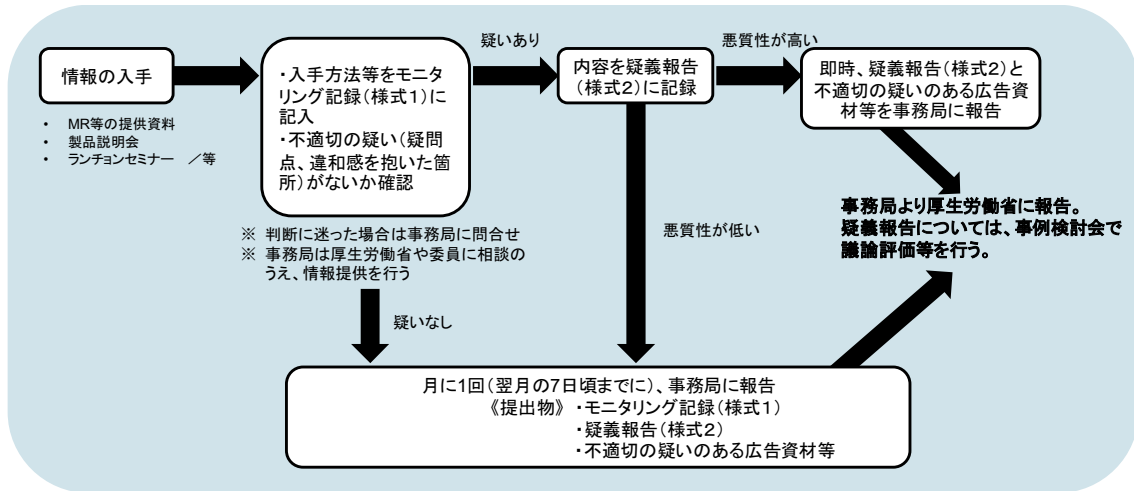 情報の入手
・ MR等の提供資料
・ 製品説明会
・ ランチョンセミナー ／等
・入手方法等をモニ
タリング記録（様式1）に
記入
・不適切の疑い（疑問
点、違和感を抱いた箇
所）がないか確認
※ 判断に迷った場合は事務局に問合せ
※ 事務局は厚生労働省や委員に相談の
うえ、情報提供を行う
疑いあり
内容を疑義報告
（様式2）に記録
悪質性が高い
即時、疑義報告（様式2）と
不適切の疑いのある広告資
材等を事務局に報告
疑いなし
悪質性が低い
事務局より厚生労働省に報告。
疑義報告については、事例検討会で
議論評価等を行う。
月に1回（翌月の7日頃までに）、事務局に報告
《提出物》 ・モニタリング記録（様式1）
・疑義報告（様式2）
・不適切の疑いのある広告資材等